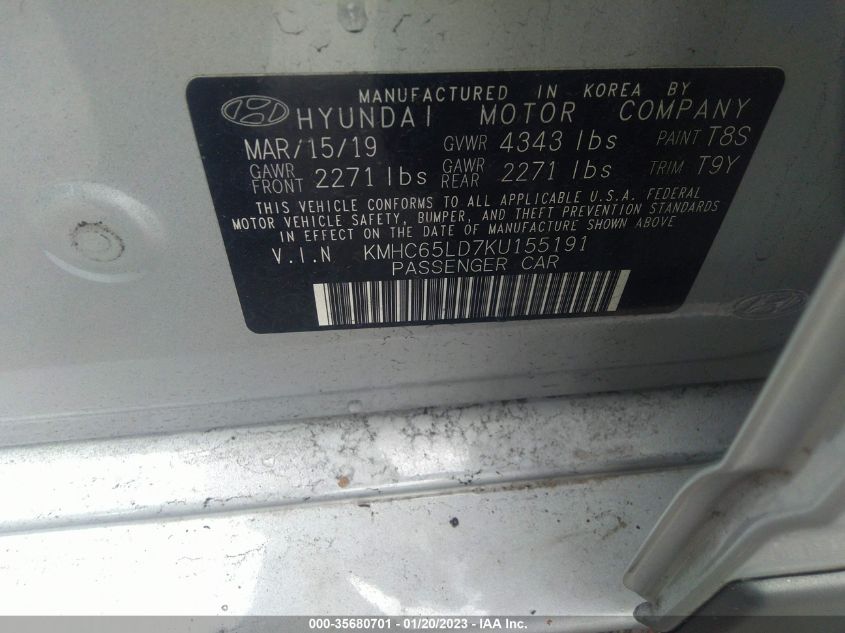 MANUFACTURED IN KOREA BY
HYUNDAI MOTOR COMPANY
MAR/15/19 GVWR 4343 lbs PAINT T8S
GAWR FRONT 2271 lbs GAWR REAR 2271 lbs TRIM T9Y
THIS VEHICLE CONFORMS TO ALL APPLICABLE U.S.A. FEDERAL
MOTOR VEHICLE SAFETY, BUMPER, AND THEFT PREVENTION STANDARDS
IN EFFECT ON THE DATE OF MANUFACTURE SHOWN ABOVE.
V.I.N KMHC65LD7KU155191
PASSENGER CAR
000-35680701 - 01/20/2023 - IAA Inc.